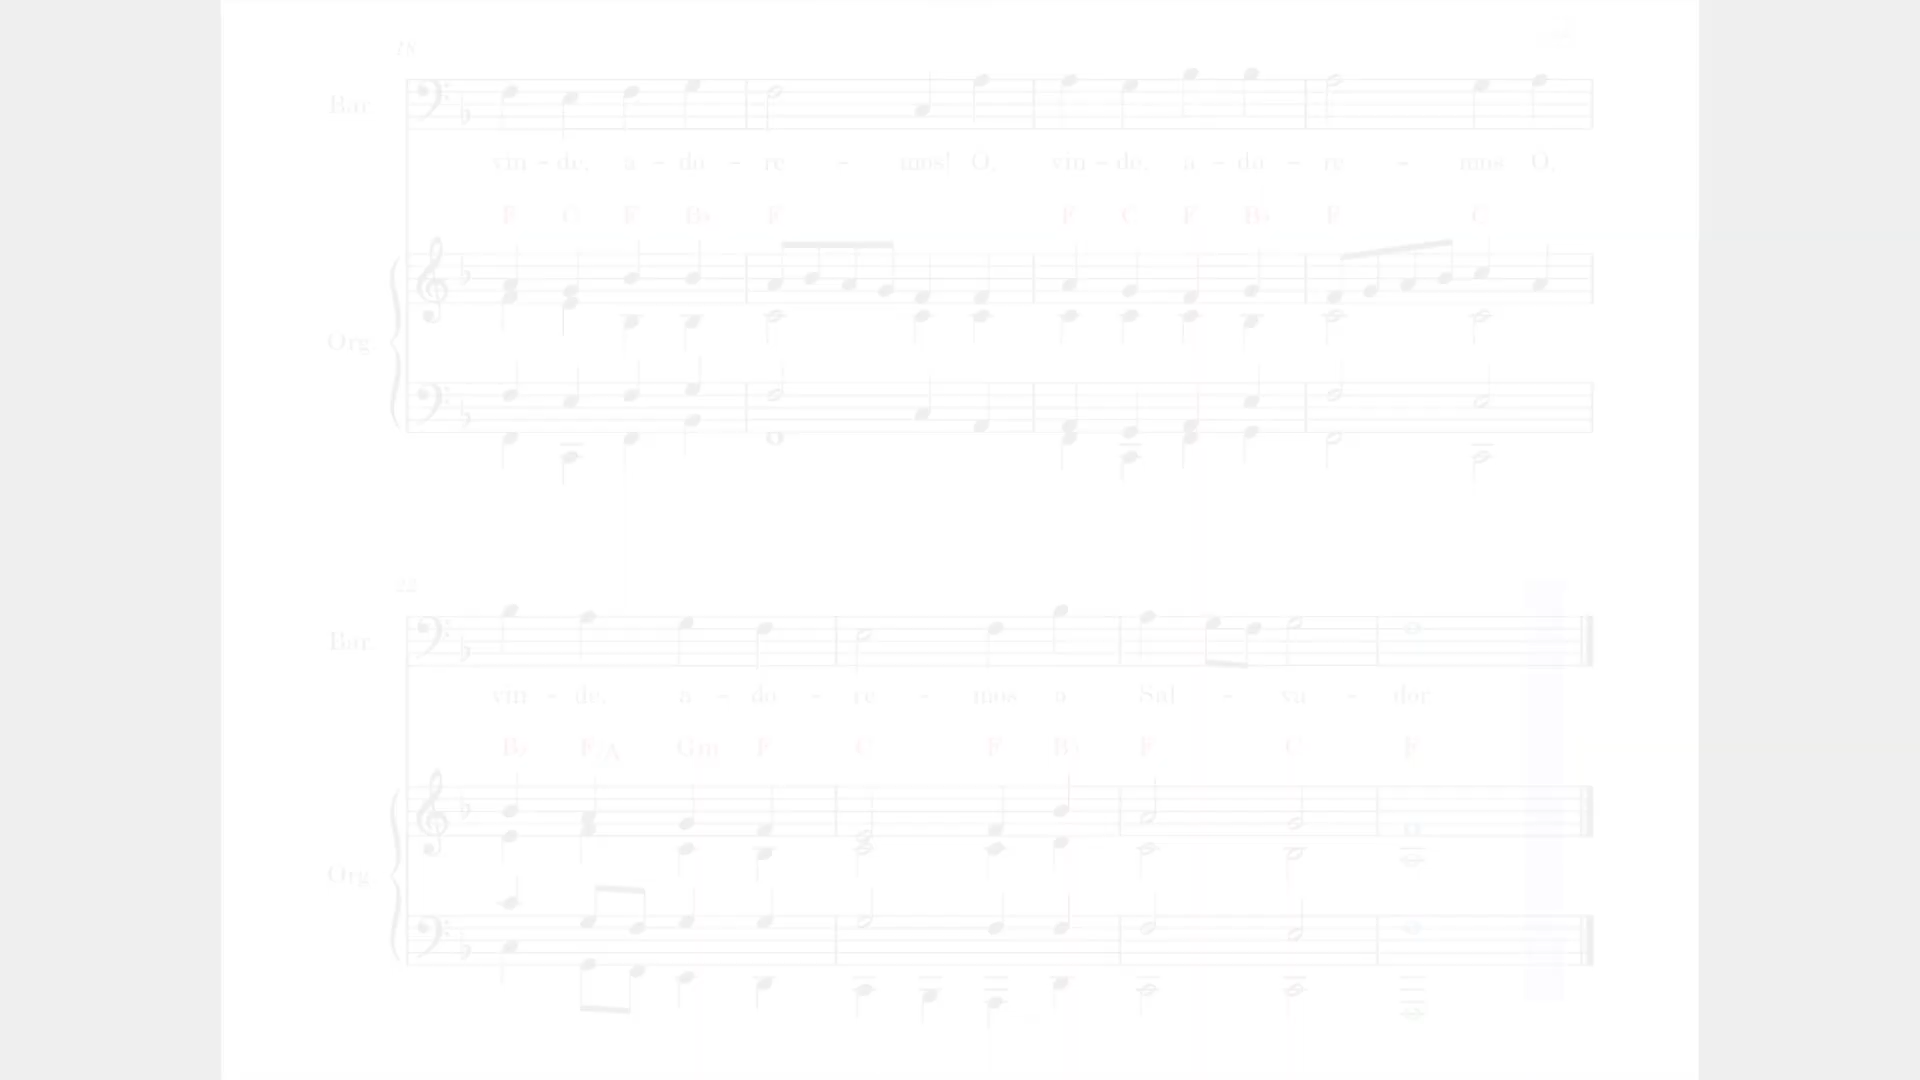 18
Bar.
vin - de, a - do - re - mos! O, vin - de, a - do - re - mos O,
F C F B♭ F F C F B♭ F C
Org.
22
Bar.
vin - de, a - do - re - mos o Sal - va - dor.
B♭ F/A Gm F C F B♭ F C F
Org.